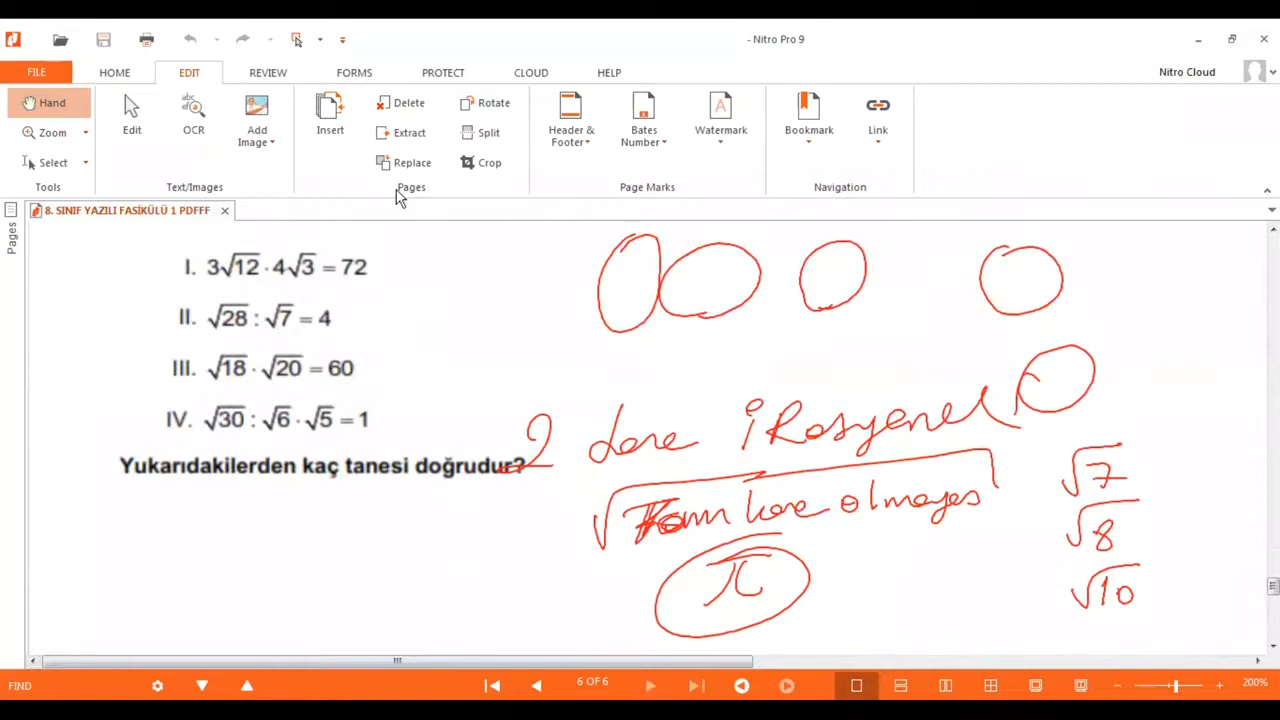 - Nitro Pro 9
FILE HOME EDIT REVIEW FORMS PROTECT CLOUD HELP Nitro Cloud
Hand Zoom Select Tools
Edit OCR Add Image Text/Images
Insert Delete Extract Replace Rotate Split Crop Pages
Header & Footer Bates Number Watermark Page Marks
Bookmark Link Navigation
Pages
8. SINIF YAZILI FASİKÜLÜ 1 PDFFF
I. 3√12 · 4√3 = 72
II. √28 : √7 = 4
III. √18 · √20 = 60
IV. √30 : √6 · √5 = 1
Yukarıdakilerden kaç tanesi doğrudur?
2 dane İRasyonel
olmayas
π
√7
√8
√10
FIND 6 OF 6 200%